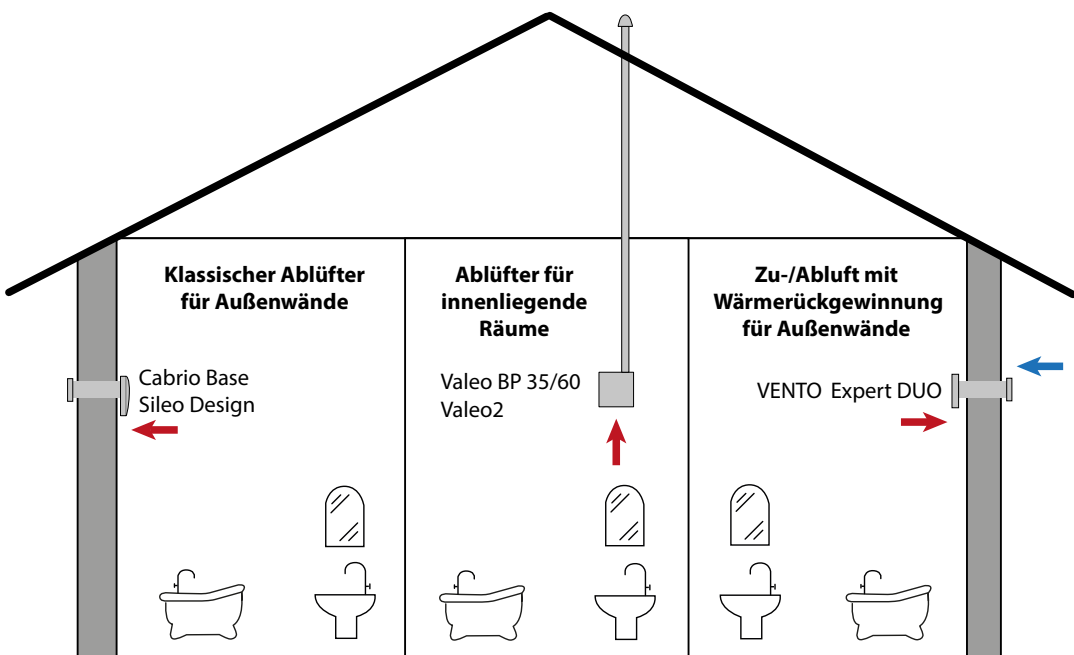 Klassischer Ablüfter
für Außenwände
Ablüfter für
innenliegende
Räume
Zu-/Abluft mit
Wärmerückgewinnung
für Außenwände
Cabrio Base
Sileo Design
Valeo BP 35/60
Valeo2
VENTO Expert DUO